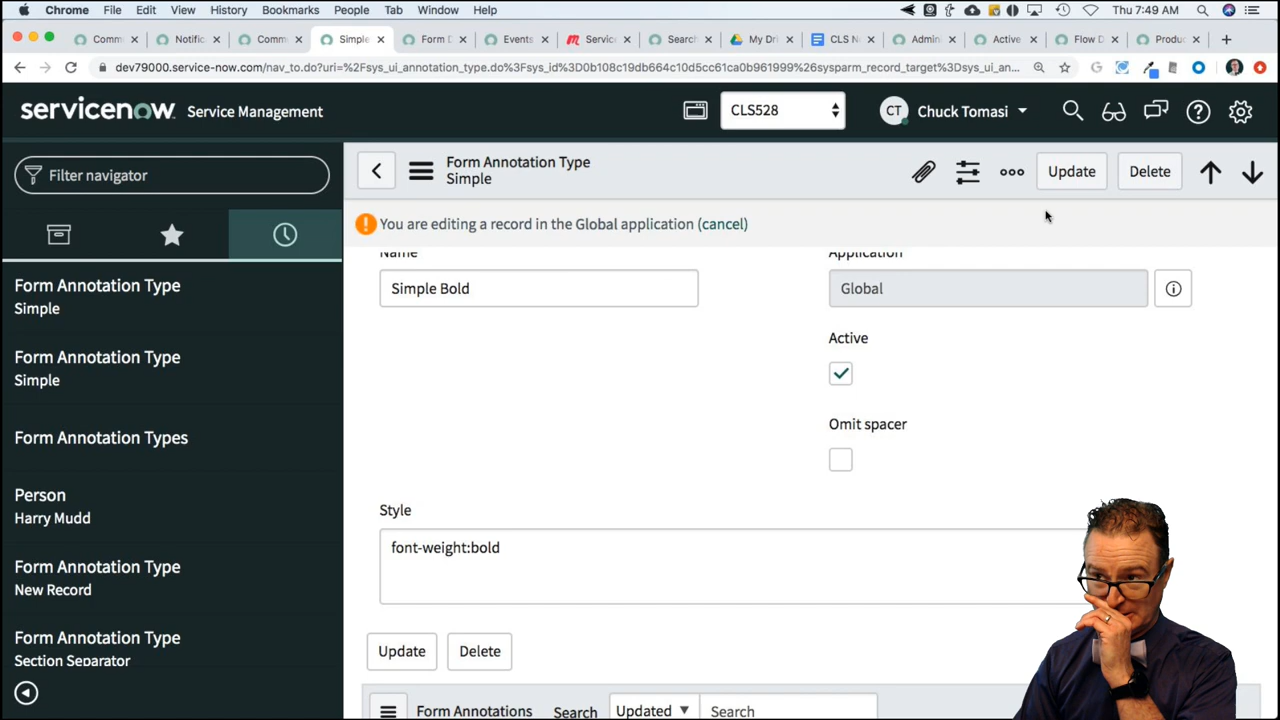 Chrome File Edit View History Bookmarks People Tab Window Help Thu 7:49 AM
Comm Notific Comm Simple Form D Events Service Search My Dri CLS N Admin Active Flow D Produc
dev79000.service-now.com/nav_to.do?uri=%2Fsys_ui_annotation_type.do%3Fsys_id%3D0b108c19db664c10d5cc61ca0b961999%26sysparm_record_target%3Dsys_ui_an...
servicenow Service Management CLS528 CT Chuck Tomasi
Filter navigator
Form Annotation Type
Simple
Form Annotation Type
Simple
Form Annotation Types
Person
Harry Mudd
Form Annotation Type
New Record
Form Annotation Type
Section Separator
Form Annotation Type
Simple
Update Delete
You are editing a record in the Global application (cancel)
Name Application
Simple Bold Global
Active
Omit spacer
Style
font-weight:bold
Update Delete
Form Annotations Search Updated Search